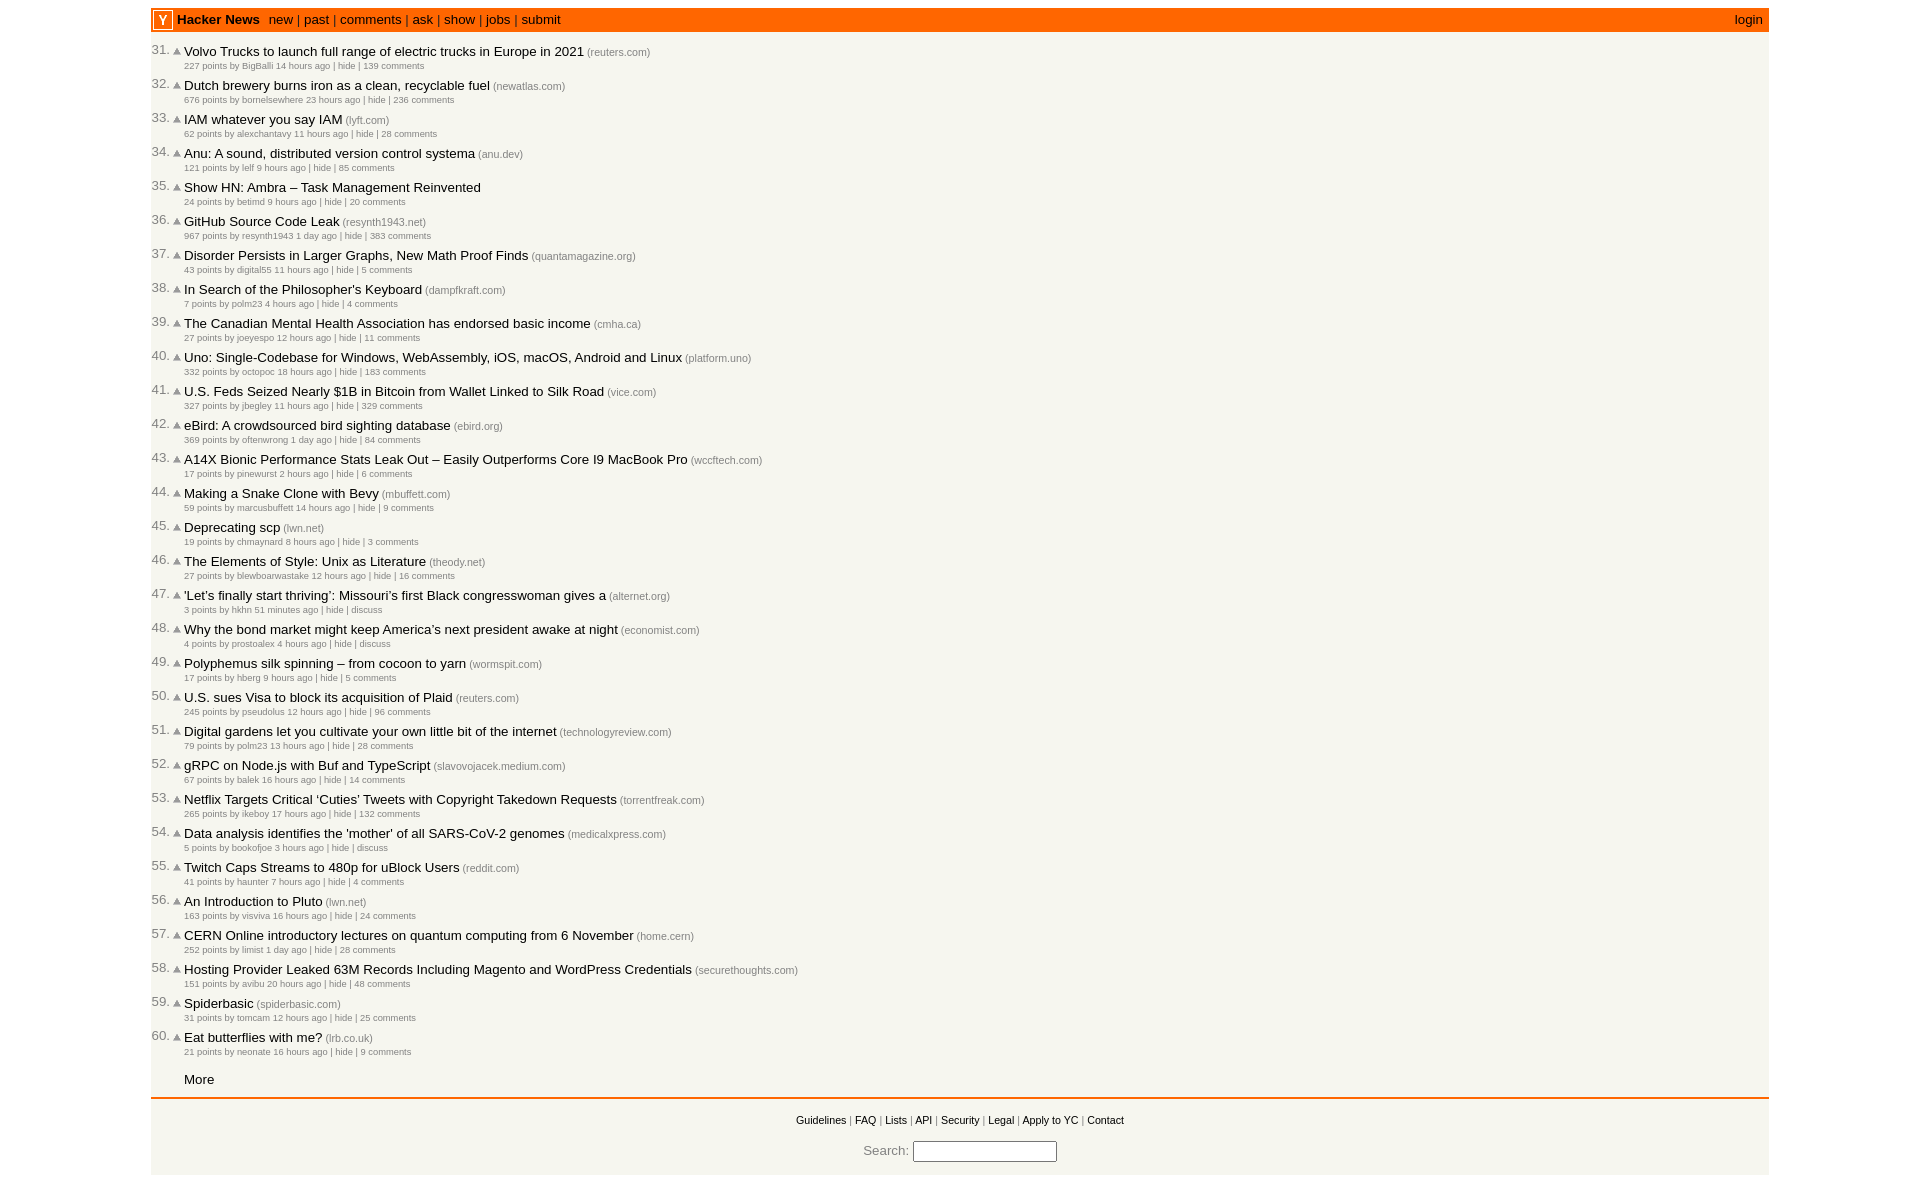 Y Hacker News new | past | comments | ask | show | jobs | submit login
31. Volvo Trucks to launch full range of electric trucks in Europe in 2021 (reuters.com)
227 points by BigBalli 14 hours ago | hide | 139 comments
32. Dutch brewery burns iron as a clean, recyclable fuel (newatlas.com)
676 points by bornelsewhere 23 hours ago | hide | 236 comments
33. IAM whatever you say IAM (lyft.com)
62 points by alexchantavy 11 hours ago | hide | 28 comments
34. Anu: A sound, distributed version control systema (anu.dev)
121 points by lelf 9 hours ago | hide | 85 comments
35. Show HN: Ambra – Task Management Reinvented
24 points by betimd 9 hours ago | hide | 20 comments
36. GitHub Source Code Leak (resynth1943.net)
967 points by resynth1943 1 day ago | hide | 383 comments
37. Disorder Persists in Larger Graphs, New Math Proof Finds (quantamagazine.org)
43 points by digital55 11 hours ago | hide | 5 comments
38. In Search of the Philosopher's Keyboard (dampfkraft.com)
7 points by polm23 4 hours ago | hide | 4 comments
39. The Canadian Mental Health Association has endorsed basic income (cmha.ca)
27 points by joeyespo 12 hours ago | hide | 11 comments
40. Uno: Single-Codebase for Windows, WebAssembly, iOS, macOS, Android and Linux (platform.uno)
332 points by octopoc 18 hours ago | hide | 183 comments
41. U.S. Feds Seized Nearly $1B in Bitcoin from Wallet Linked to Silk Road (vice.com)
327 points by jbegley 11 hours ago | hide | 329 comments
42. eBird: A crowdsourced bird sighting database (ebird.org)
369 points by oftenwrong 1 day ago | hide | 84 comments
43. A14X Bionic Performance Stats Leak Out – Easily Outperforms Core I9 MacBook Pro (wccftech.com)
17 points by pinewurst 2 hours ago | hide | 6 comments
44. Making a Snake Clone with Bevy (mbuffett.com)
59 points by marcusbuffett 14 hours ago | hide | 9 comments
45. Deprecating scp (lwn.net)
19 points by chmaynard 8 hours ago | hide | 3 comments
46. The Elements of Style: Unix as Literature (theody.net)
27 points by blewboarwastake 12 hours ago | hide | 16 comments
47. 'Let’s finally start thriving’: Missouri’s first Black congresswoman gives a (alternet.org)
3 points by hkhn 51 minutes ago | hide | discuss
48. Why the bond market might keep America’s next president awake at night (economist.com)
4 points by prostoalex 4 hours ago | hide | discuss
49. Polyphemus silk spinning – from cocoon to yarn (wormspit.com)
17 points by hberg 9 hours ago | hide | 5 comments
50. U.S. sues Visa to block its acquisition of Plaid (reuters.com)
245 points by pseudolus 12 hours ago | hide | 96 comments
51. Digital gardens let you cultivate your own little bit of the internet (technologyreview.com)
79 points by polm23 13 hours ago | hide | 28 comments
52. gRPC on Node.js with Buf and TypeScript (slavovojacek.medium.com)
67 points by balek 16 hours ago | hide | 14 comments
53. Netflix Targets Critical ‘Cuties’ Tweets with Copyright Takedown Requests (torrentfreak.com)
265 points by ikeboy 17 hours ago | hide | 132 comments
54. Data analysis identifies the 'mother' of all SARS-CoV-2 genomes (medicalxpress.com)
5 points by bookofjoe 3 hours ago | hide | discuss
55. Twitch Caps Streams to 480p for uBlock Users (reddit.com)
41 points by haunter 7 hours ago | hide | 4 comments
56. An Introduction to Pluto (lwn.net)
163 points by visviva 16 hours ago | hide | 24 comments
57. CERN Online introductory lectures on quantum computing from 6 November (home.cern)
252 points by limist 1 day ago | hide | 28 comments
58. Hosting Provider Leaked 63M Records Including Magento and WordPress Credentials (securethoughts.com)
151 points by avibu 20 hours ago | hide | 48 comments
59. Spiderbasic (spiderbasic.com)
31 points by tomcam 12 hours ago | hide | 25 comments
60. Eat butterflies with me? (lrb.co.uk)
21 points by neonate 16 hours ago | hide | 9 comments
More
Guidelines | FAQ | Lists | API | Security | Legal | Apply to YC | Contact
Search: